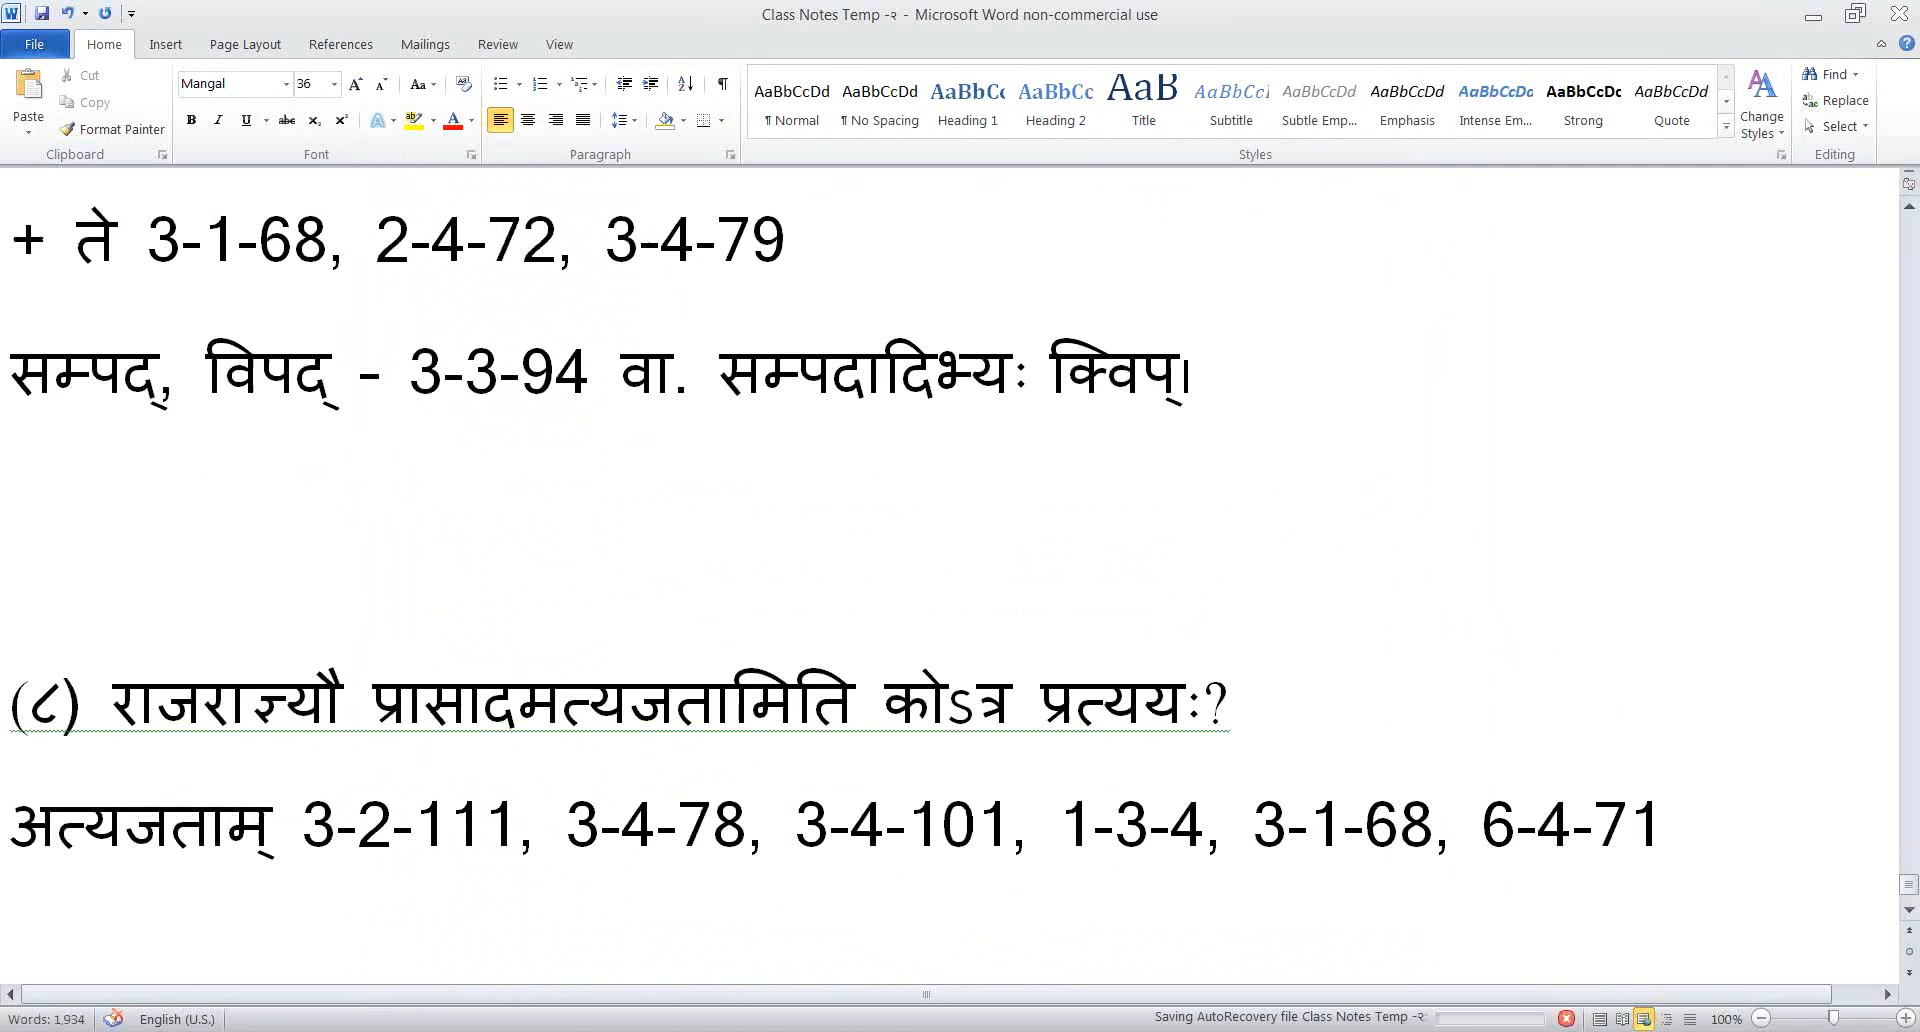 Class Notes Temp -२ - Microsoft Word non-commercial use
File Home Insert Page Layout References Mailings Review View
Cut
Copy
Format Painter
Paste
Clipboard
Mangal 36
Font
Paragraph
AaBbCcDd AaBbCcDd AaBbCc AaBbCc AaB AaBbCcI AaBbCcDd AaBbCcDd AaBbCcDd AaBbCcDc AaBbCcDd
¶ Normal ¶ No Spacing Heading 1 Heading 2 Title Subtitle Subtle Emp... Emphasis Intense Em... Strong Quote
Styles
Change Styles
Find
Replace
Select
Editing
+ ते 3-1-68, 2-4-72, 3-4-79
सम्पद्, विपद् - 3-3-94 वा. सम्पदादिभ्यः क्विप्।
(८) राजराज्ञ्यौ प्रासादमत्यजतामिति कोऽत्र प्रत्ययः?
अत्यजताम् 3-2-111, 3-4-78, 3-4-101, 1-3-4, 3-1-68, 6-4-71
Words: 1,934 English (U.S.) Saving AutoRecovery file Class Notes Temp -२: 100%